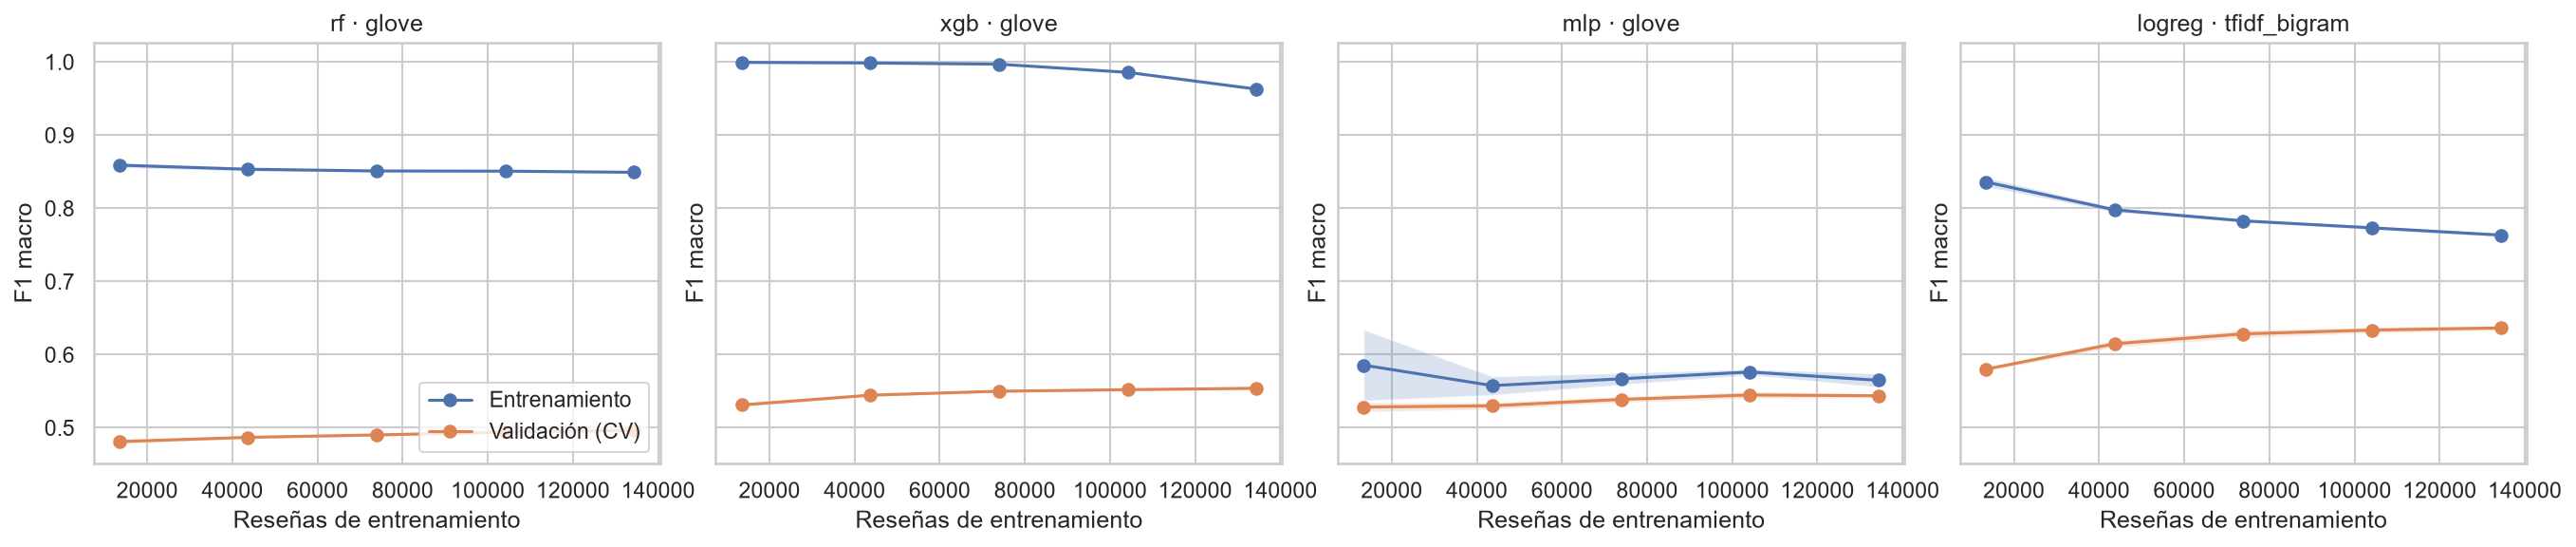 rf · glove
xgb · glove
mlp · glove
logreg · tfidf_bigram
F1 macro
1.0
0.9
0.8
0.7
0.6
0.5
Entrenamiento
Validación (CV)
20000 40000 60000 80000 100000 120000 140000
Reseñas de entrenamiento
F1 macro
20000 40000 60000 80000 100000 120000 140000
Reseñas de entrenamiento
F1 macro
20000 40000 60000 80000 100000 120000 140000
Reseñas de entrenamiento
F1 macro
20000 40000 60000 80000 100000 120000 140000
Reseñas de entrenamiento